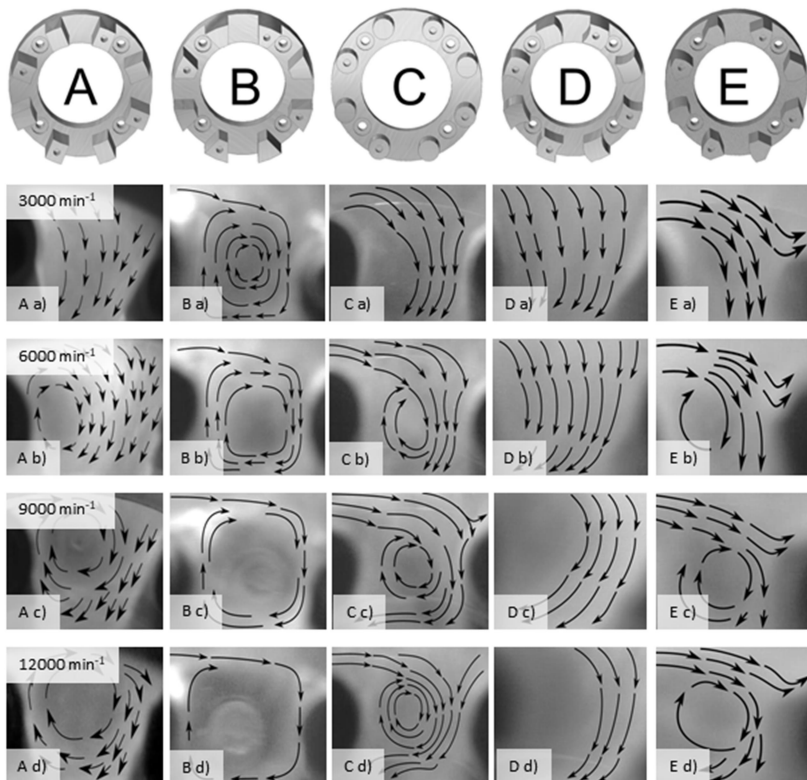 A B C D E
3000 min⁻¹
A a) B a) C a) D a) E a)
6000 min⁻¹
A b) B b) C b) D b) E b)
9000 min⁻¹
A c) B c) C c) D c) E c)
12000 min⁻¹
A d) B d) C d) D d) E d)